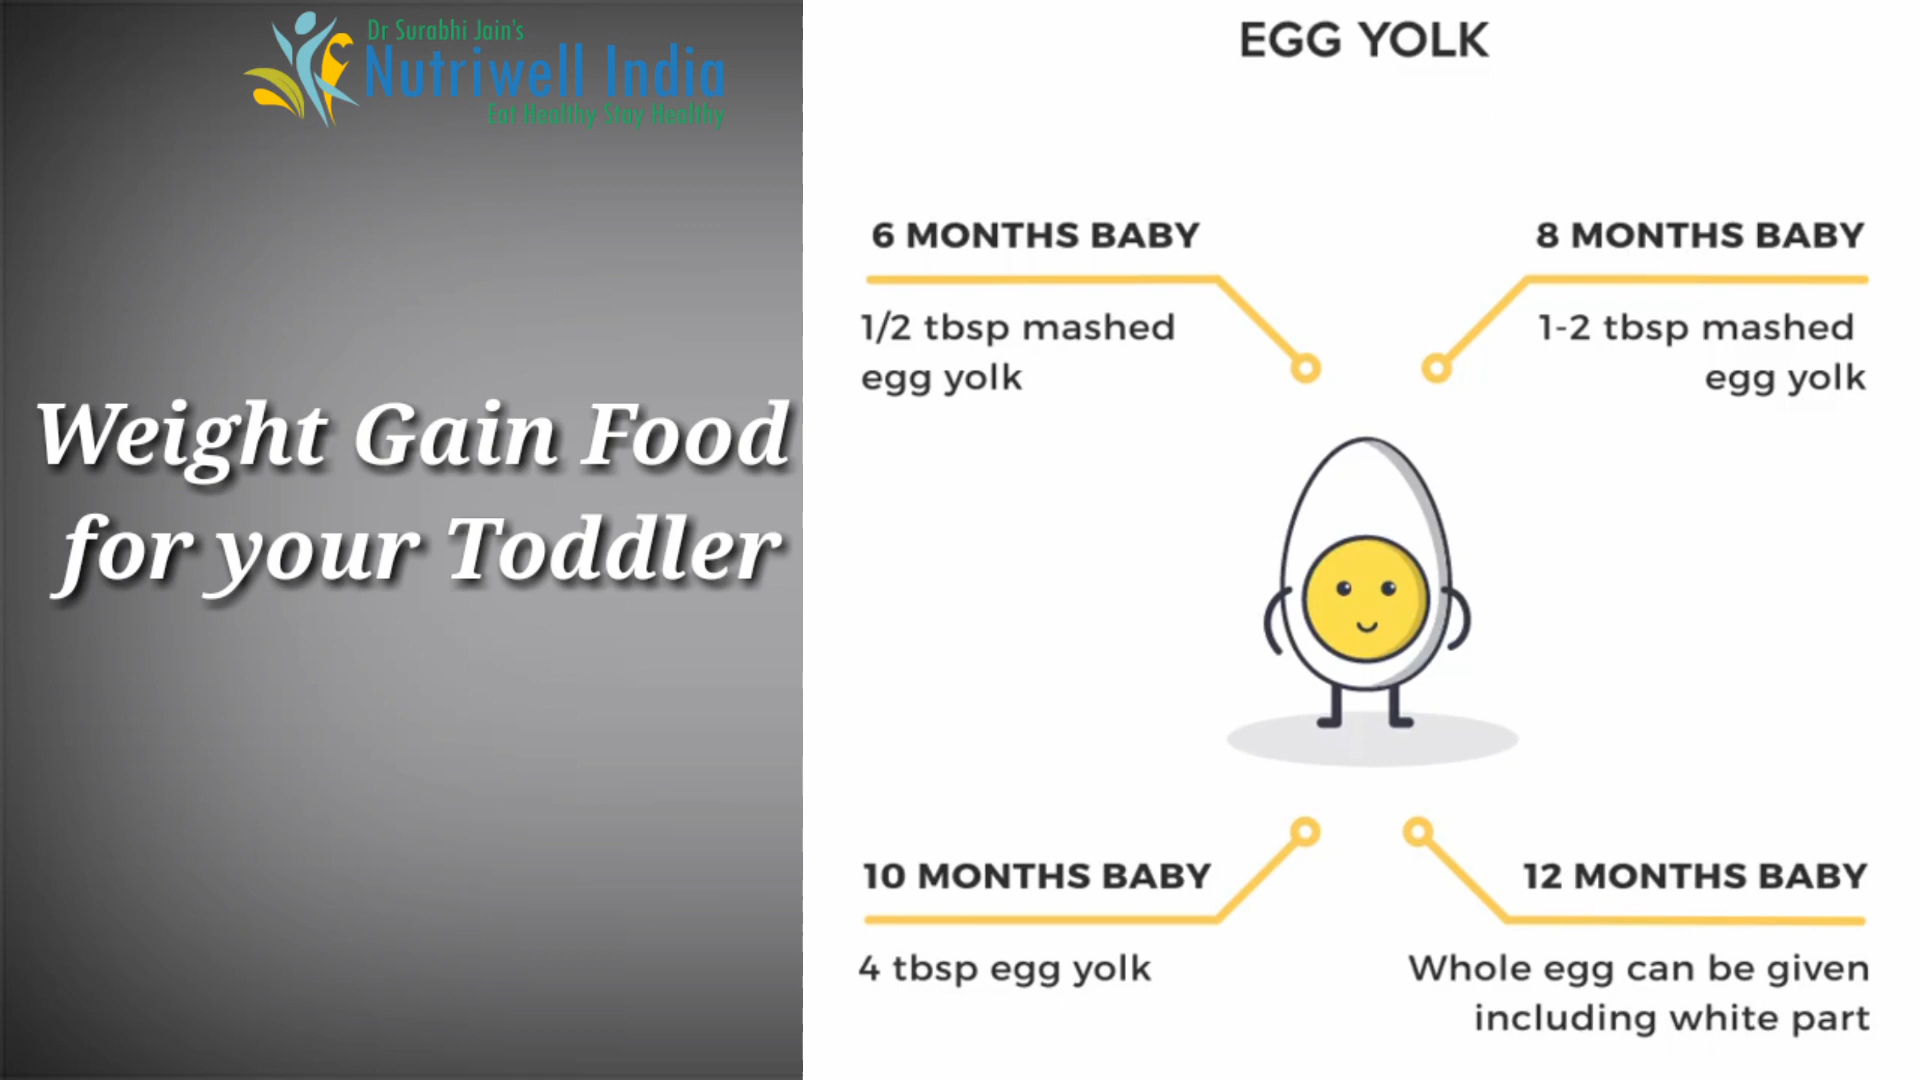 Dr Surabhi Jain's
Nutriwell India
Eat Healthy Stay Healthy
Weight Gain Food
for your Toddler
EGG YOLK
6 MONTHS BABY
1/2 tbsp mashed
egg yolk
8 MONTHS BABY
1-2 tbsp mashed
egg yolk
10 MONTHS BABY
4 tbsp egg yolk
12 MONTHS BABY
Whole egg can be given
including white part